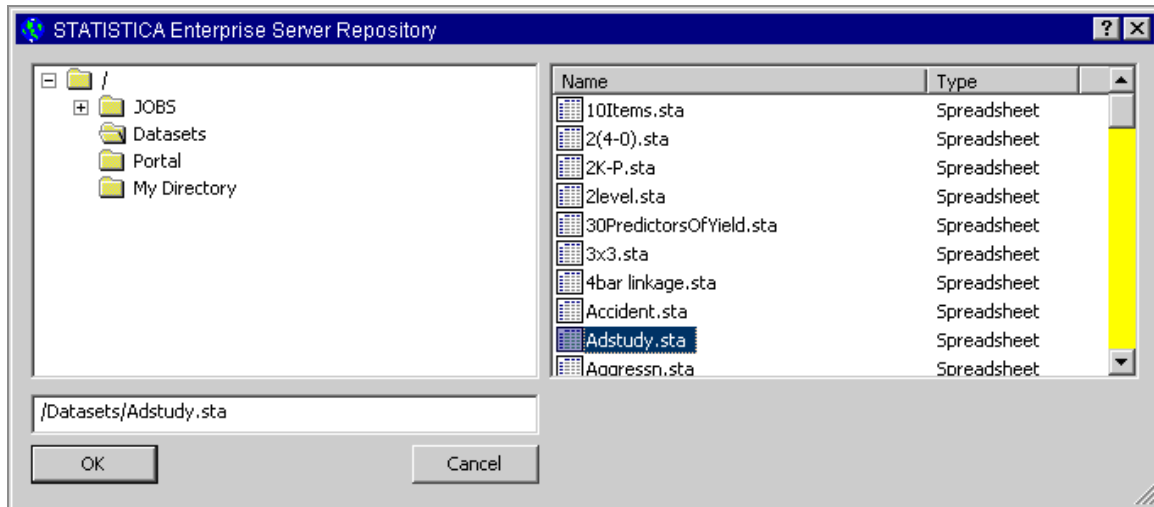 STATISTICA Enterprise Server Repository
/
JOBS
Datasets
Portal
My Directory
Name Type
10Items.sta Spreadsheet
2(4-0).sta Spreadsheet
2K-P.sta Spreadsheet
2level.sta Spreadsheet
30PredictorsOfYield.sta Spreadsheet
3x3.sta Spreadsheet
4bar linkage.sta Spreadsheet
Accident.sta Spreadsheet
Adstudy.sta Spreadsheet
Aggressn.sta Spreadsheet
/Datasets/Adstudy.sta
OK Cancel